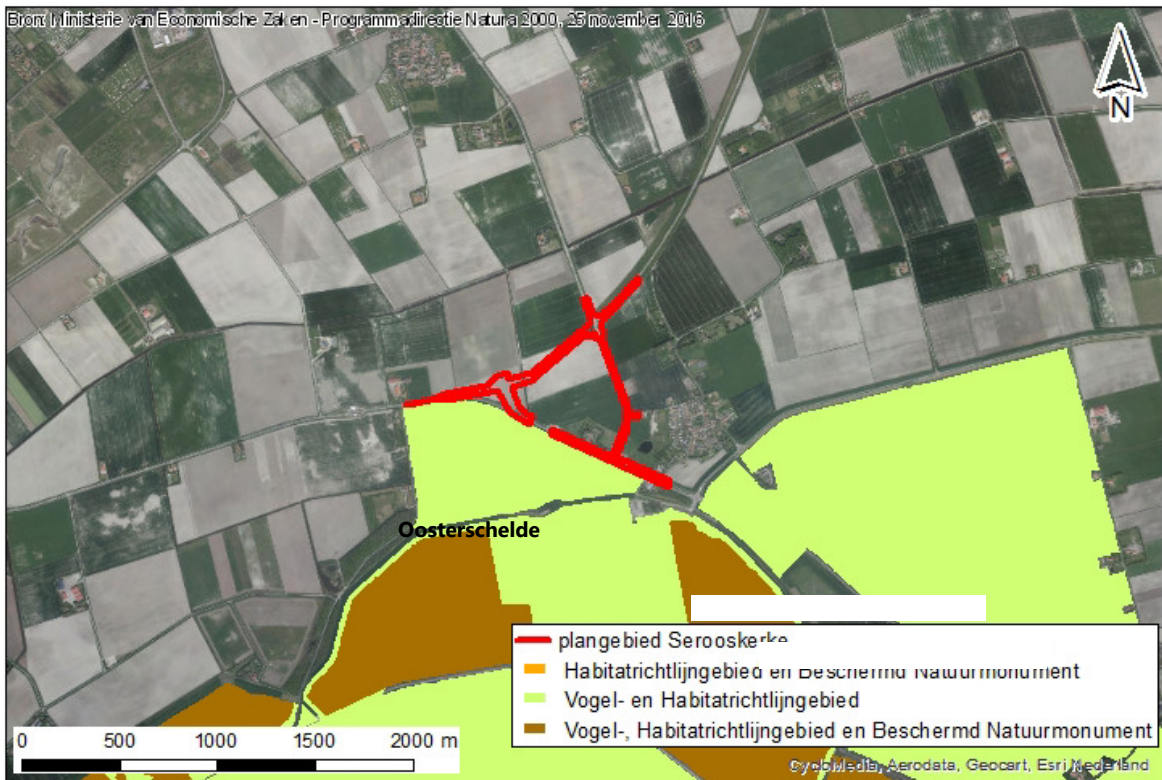 Bron: Ministerie van Economische Zaken - Programmadirectie Natura 2000, 25 november 2016
N
Oosterschelde
plangebied Serooskerke
Habitatrichtlijngebied en Beschermd Natuurmonument
Vogel- en Habitatrichtlijngebied
Vogel-, Habitatrichtlijngebied en Beschermd Natuurmonument
0 500 1000 1500 2000 m
CycloMedia, Aerodata, Geocart, Esri Nederland